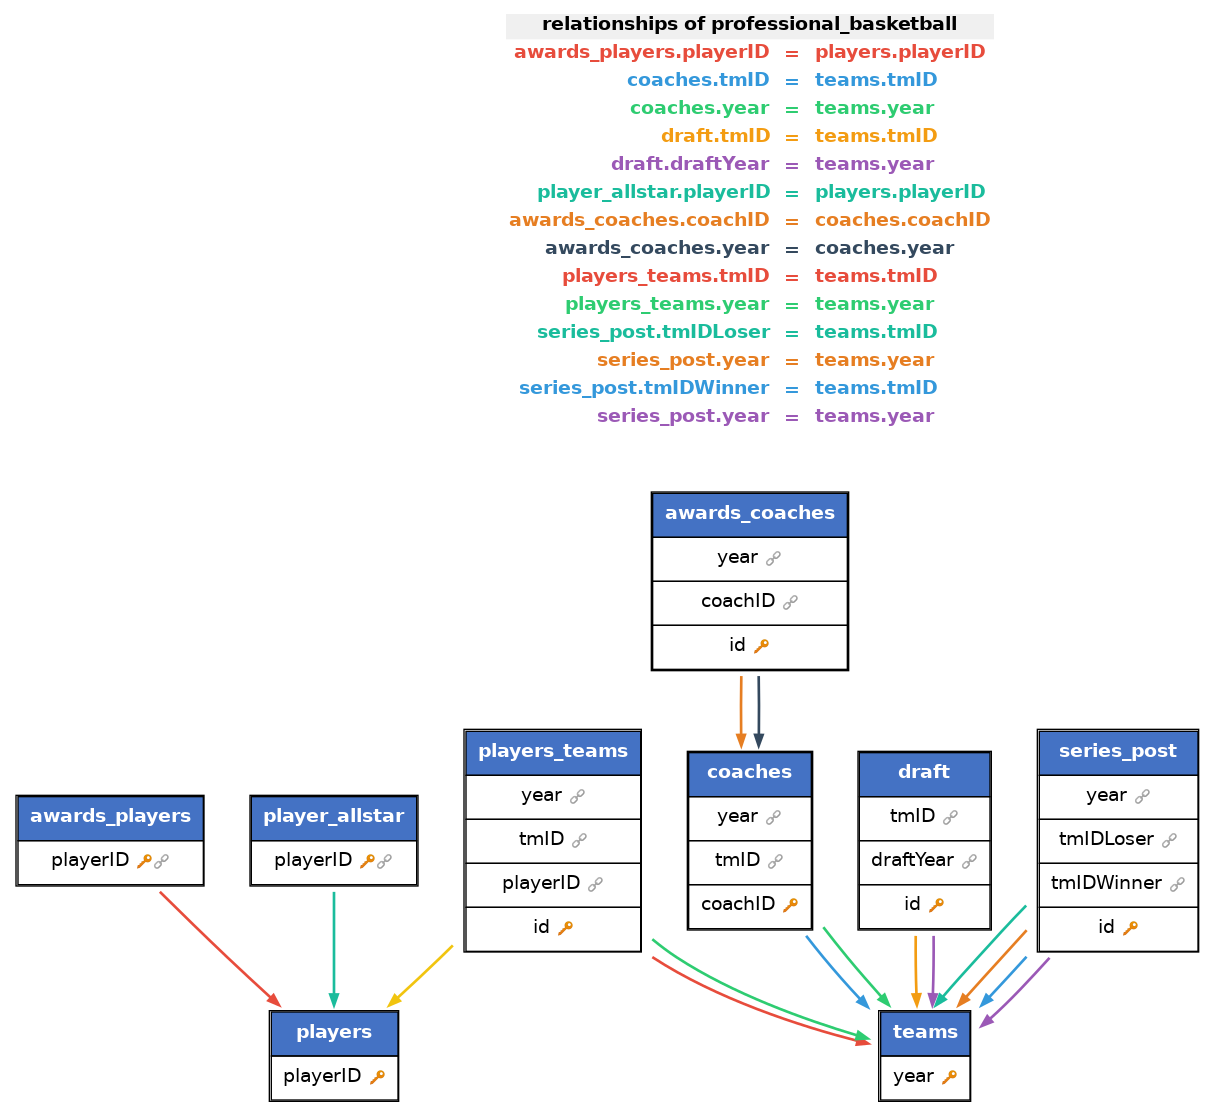 relationships of professional_basketball
awards_players.playerID = players.playerID
coaches.tmID = teams.tmID
coaches.year = teams.year
draft.tmID = teams.tmID
draft.draftYear = teams.year
player_allstar.playerID = players.playerID
awards_coaches.coachID = coaches.coachID
awards_coaches.year = coaches.year
players_teams.tmID = teams.tmID
players_teams.year = teams.year
series_post.tmIDLoser = teams.tmID
series_post.year = teams.year
series_post.tmIDWinner = teams.tmID
series_post.year = teams.year
awards_coaches
year
coachID
id
awards_players
playerID
player_allstar
playerID
players_teams
year
tmID
playerID
id
coaches
year
tmID
coachID
draft
tmID
draftYear
id
series_post
year
tmIDLoser
tmIDWinner
id
players
playerID
teams
year